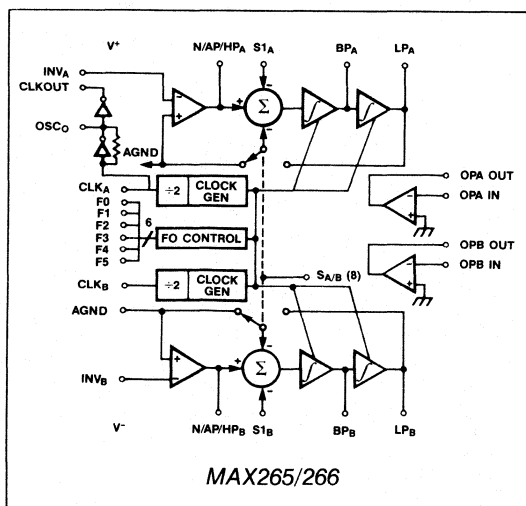 V+
N/AP/HPA
S1A
BPA
LPA
INVA
CLKOUT
OSCO
AGND
+
-
Σ
∫
∫
CLKA
÷2
CLOCK GEN
F0
F1
F2
F3
F4
F5
6
FO CONTROL
OPA OUT
OPA IN
OPB OUT
OPB IN
CLKB
÷2
CLOCK GEN
SA/B (8)
AGND
+
-
Σ
∫
∫
INVB
V-
N/AP/HPB
S1B
BPB
LPB
MAX265/266